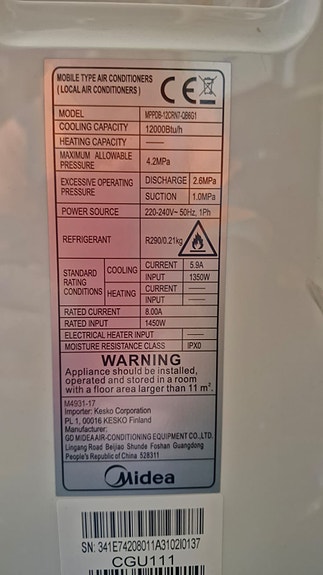 MOBILE TYPE AIR CONDITIONERS
( LOCAL AIR CONDITIONERS )
CE
MODEL MPPDB-12CRN7-QB6G1
COOLING CAPACITY 12000Btu/h
HEATING CAPACITY ——
MAXIMUM ALLOWABLE PRESSURE 4.2MPa
EXCESSIVE OPERATING PRESSURE DISCHARGE 2.6MPa
SUCTION 1.0MPa
POWER SOURCE 220-240V~ 50Hz, 1Ph
REFRIGERANT R290/0.21kg
STANDARD RATING CONDITIONS COOLING CURRENT 5.9A
INPUT 1350W
HEATING CURRENT ——
INPUT ——
RATED CURRENT 8.00A
RATED INPUT 1450W
ELECTRICAL HEATER INPUT ——
MOISTURE RESISTANCE CLASS IPX0
WARNING
Appliance should be installed,
operated and stored in a room
with a floor area larger than 11 m².
M4931-17
Importer: Kesko Corporation
PL 1, 00016 KESKO Finland
Manufacturer:
GD MIDEA AIR-CONDITIONING EQUIPMENT CO.,LTD.
Lingang Road Beijiao Shunde Foshan Guangdong
People's Republic of China 528311
Midea
SN: 341E74208011A3102I0137
CGU111